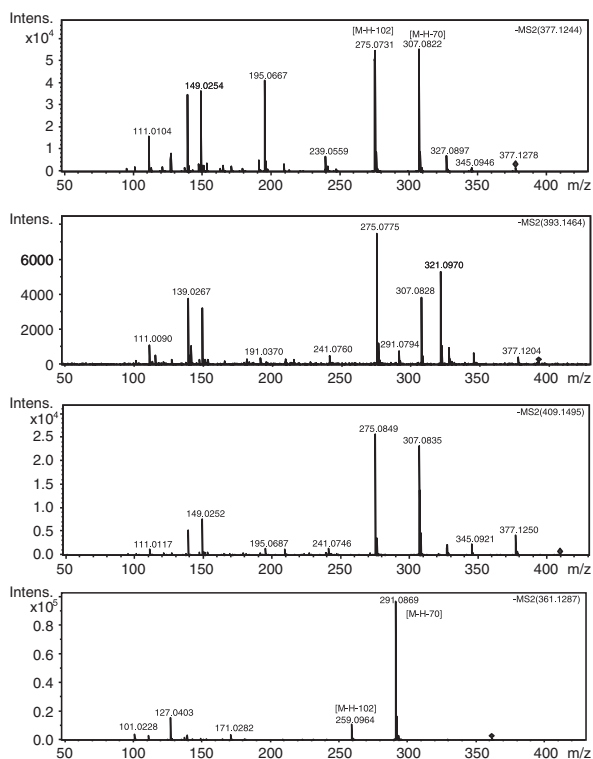 Intens.
x10⁴
-MS2(377.1244)
[M-H-102]
[M-H-70]
275.0731
307.0822
195.0667
149.0254
111.0104
239.0559
327.0897
345.0946
377.1278
5
4
3
2
1
0
50 100 150 200 250 300 350 400 m/z
Intens.
-MS2(393.1464)
275.0775
321.0970
307.0828
139.0267
111.0090
191.0370
241.0760
291.0794
377.1204
6000
4000
2000
0
50 100 150 200 250 300 350 400 m/z
Intens.
x10⁴
-MS2(409.1495)
275.0849
307.0835
149.0252
111.0117
195.0687
241.0746
345.0921
377.1250
2.5
2.0
1.5
1.0
0.5
0.0
50 100 150 200 250 300 350 400 m/z
Intens.
x10⁵
-MS2(361.1287)
291.0869
[M-H-70]
[M-H-102]
259.0964
127.0403
101.0228
171.0282
0.8
0.6
0.4
0.2
0.0
50 100 150 200 250 300 350 400 m/z